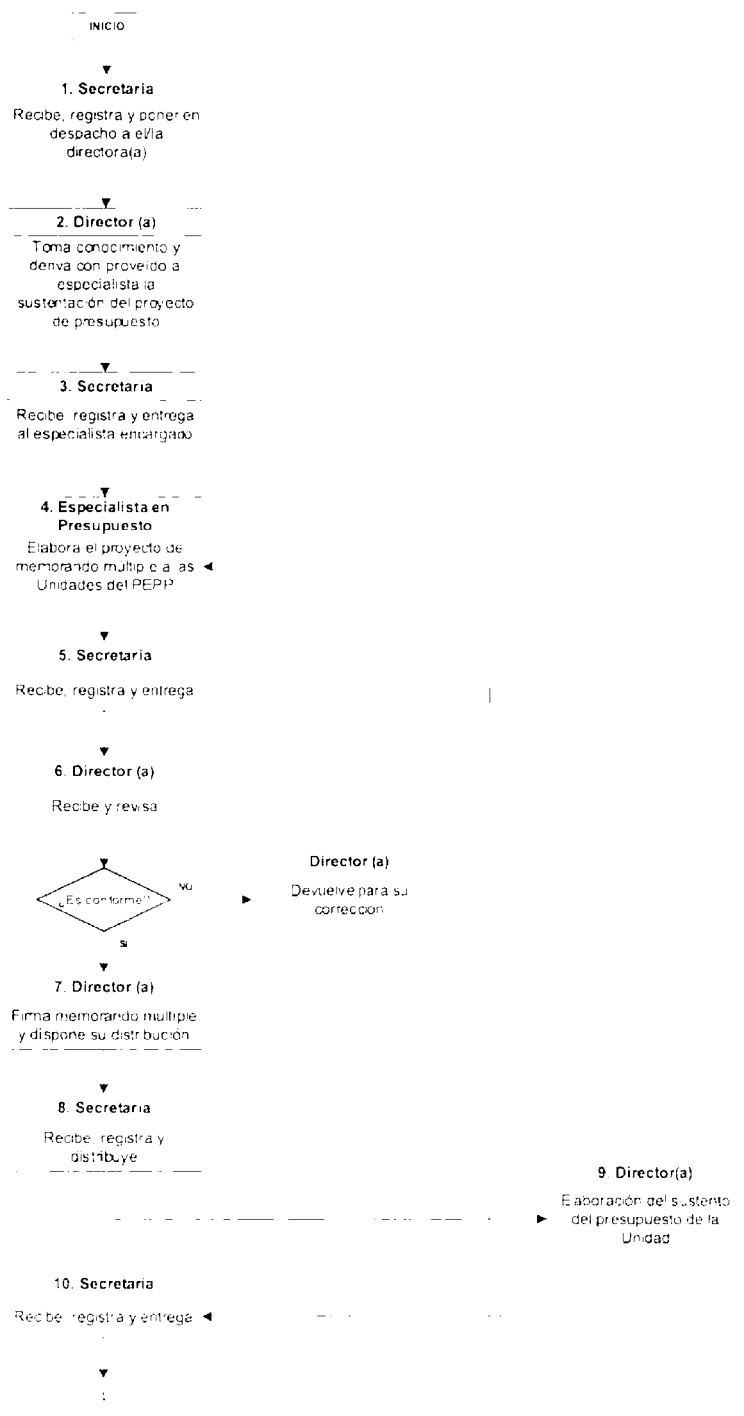 INICIO
1. Secretaria
Recibe, registra y poner en
despacho a el/la
directora(a)
2. Director (a)
Toma conocimiento y
deriva con proveido a
especialista la
sustentación del proyecto
de presupuesto
3. Secretaria
Recibe, registra y entrega
al especialista encargado
4. Especialista en
Presupuesto
Elabora el proyecto de
memorando múltiple a las
Unidades del PEPP
5. Secretaria
Recibe, registra y entrega
6. Director (a)
Recibe y revisa
¿Es conforme?
NO
Director (a)
Devuelve para su
corrección
SI
7. Director (a)
Firma memorando multiple
y dispone su distribución
8. Secretaria
Recibe, registra y
distribuye
9. Director(a)
Elaboración del sustento
del presupuesto de la
Unidad
10. Secretaria
Recibe, registra y entrega